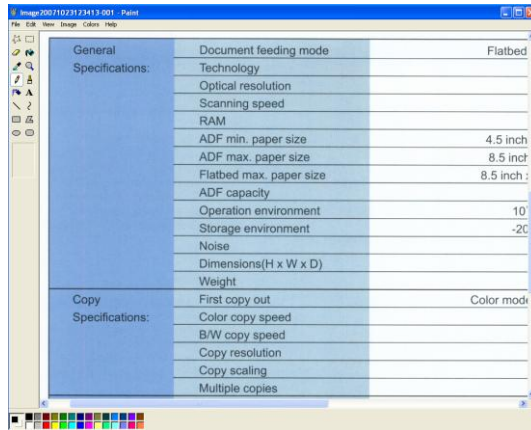 Image20071023123413-001 - Paint
File Edit View Image Colors Help
General Document feeding mode Flatbed
Specifications: Technology
Optical resolution
Scanning speed
RAM
ADF min. paper size 4.5 inch
ADF max. paper size 8.5 inch
Flatbed max. paper size 8.5 inch :
ADF capacity
Operation environment 10
Storage environment -20
Noise
Dimensions(H x W x D)
Weight
Copy First copy out Color mode
Specifications: Color copy speed
B/W copy speed
Copy resolution
Copy scaling
Multiple copies